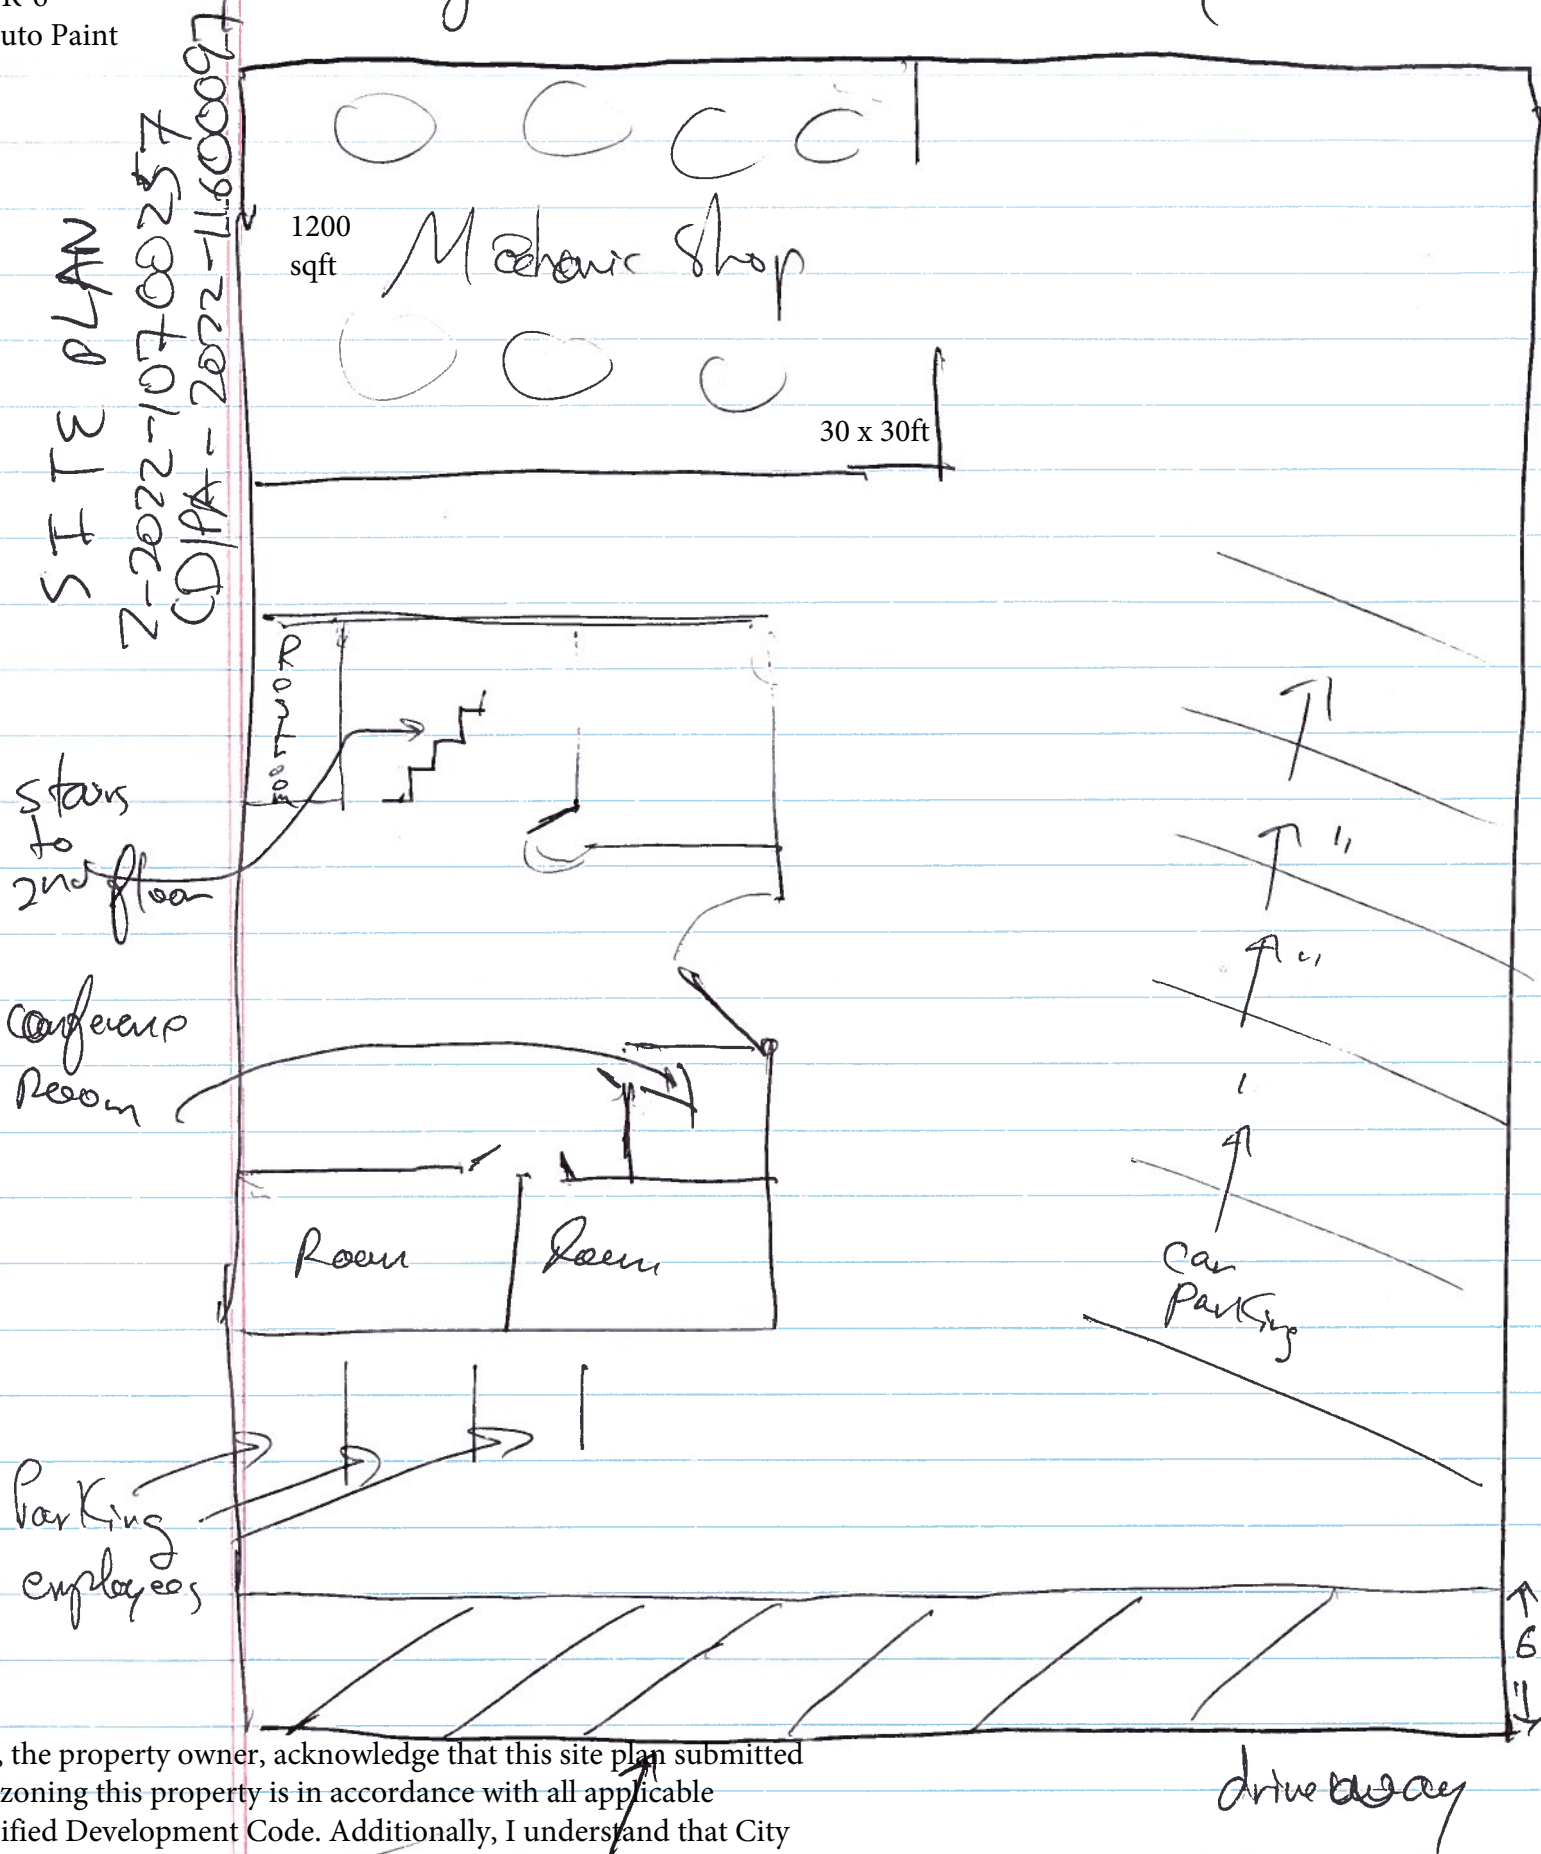 R-6
uto Paint
SITE PLAN
Z-2022-10700257
CD/PA-2022-11600097
1200
sqft
Mechanic Shop
30 x 30ft
Restroom
stairs
to
2nd floor
Conference
Room
Room
Room
Car
Parking
Parking
employees
6
driveway
, the property owner, acknowledge that this site plan submitted
zoning this property is in accordance with all applicable
ified Development Code. Additionally, I understand that City